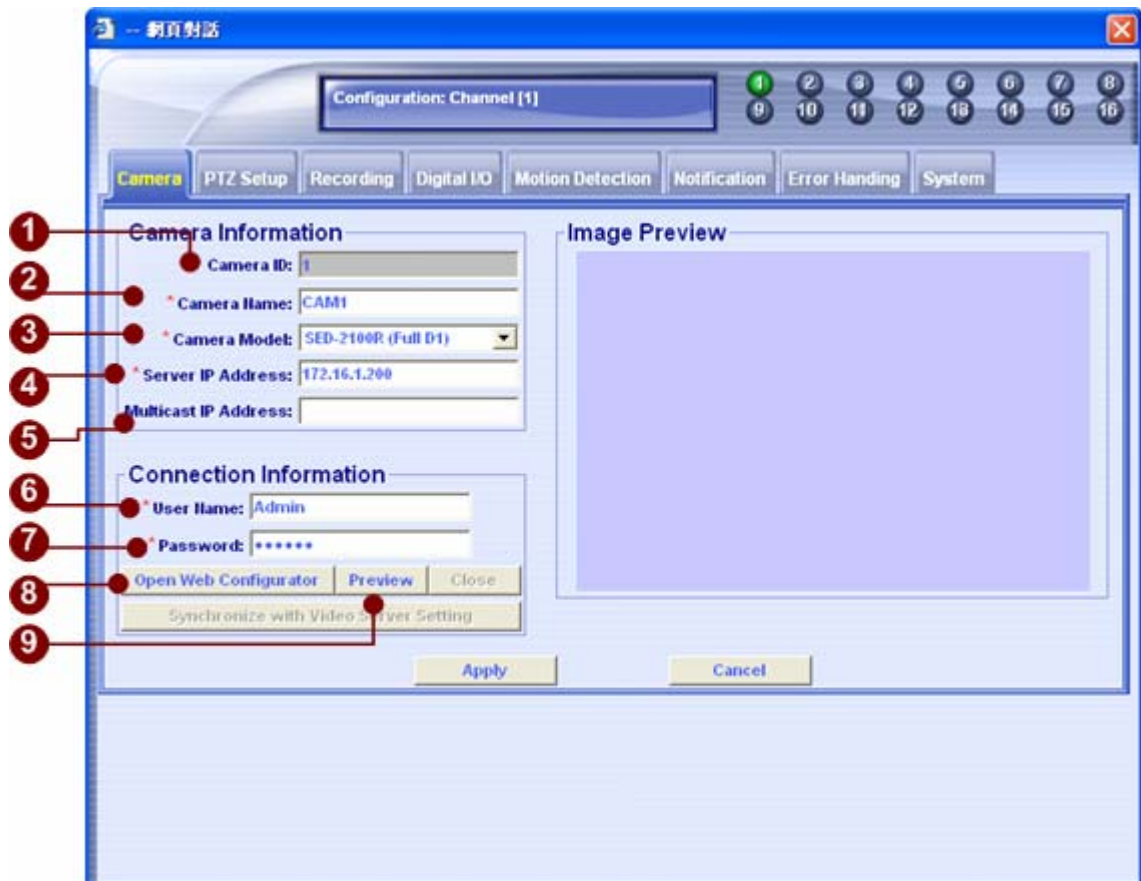 -- 網頁對話
Configuration: Channel [1]
1 2 3 4 5 6 7 8
9 10 11 12 13 14 15 16
Camera PTZ Setup Recording Digital I/O Motion Detection Notification Error Handing System
Camera Information
1 Camera ID: 1
2 * Camera Name: CAM1
3 * Camera Model: SED-2100R (Full D1)
4 * Server IP Address: 172.16.1.200
5 Multicast IP Address:
Connection Information
6 * User Name: Admin
7 * Password: ******
8 Open Web Configurator Preview Close
Synchronize with Video Server Setting
9
Image Preview
Apply Cancel